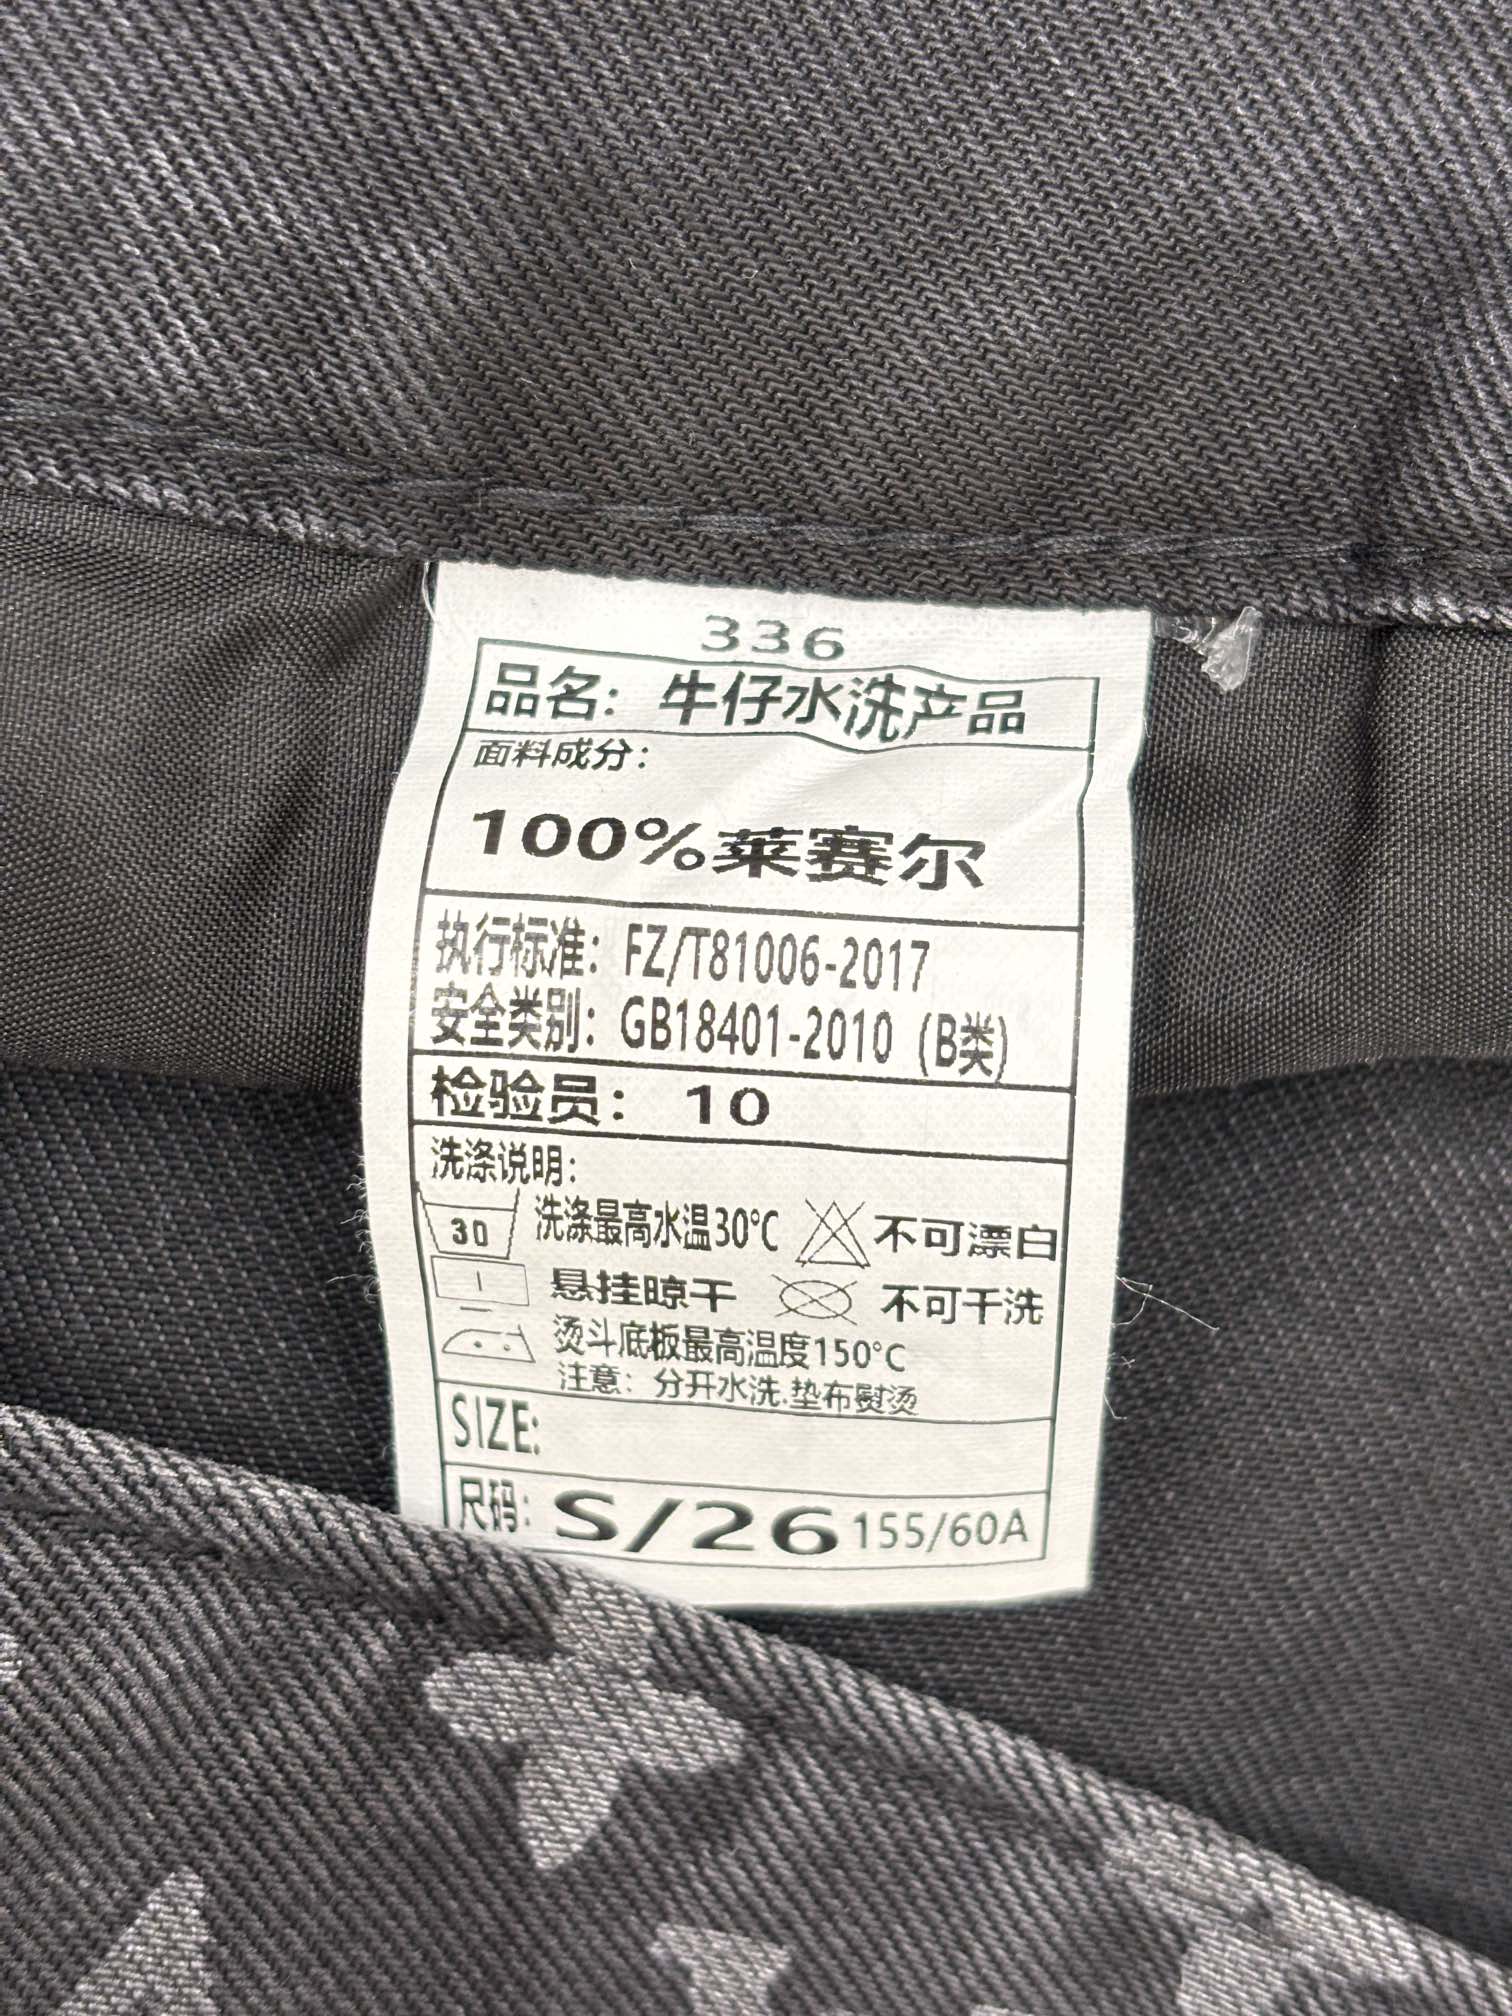 336
品名：牛仔水洗产品
面料成分：
100%莱赛尔
执行标准：FZ/T81006-2017
安全类别：GB18401-2010（B类）
检验员：10
洗涤说明：
30 洗涤最高水温30℃ 不可漂白
悬挂晾干 不可干洗
烫斗底板最高温度150℃
注意：分开水洗.垫布熨烫
SIZE:
尺码：S/26 155/60A